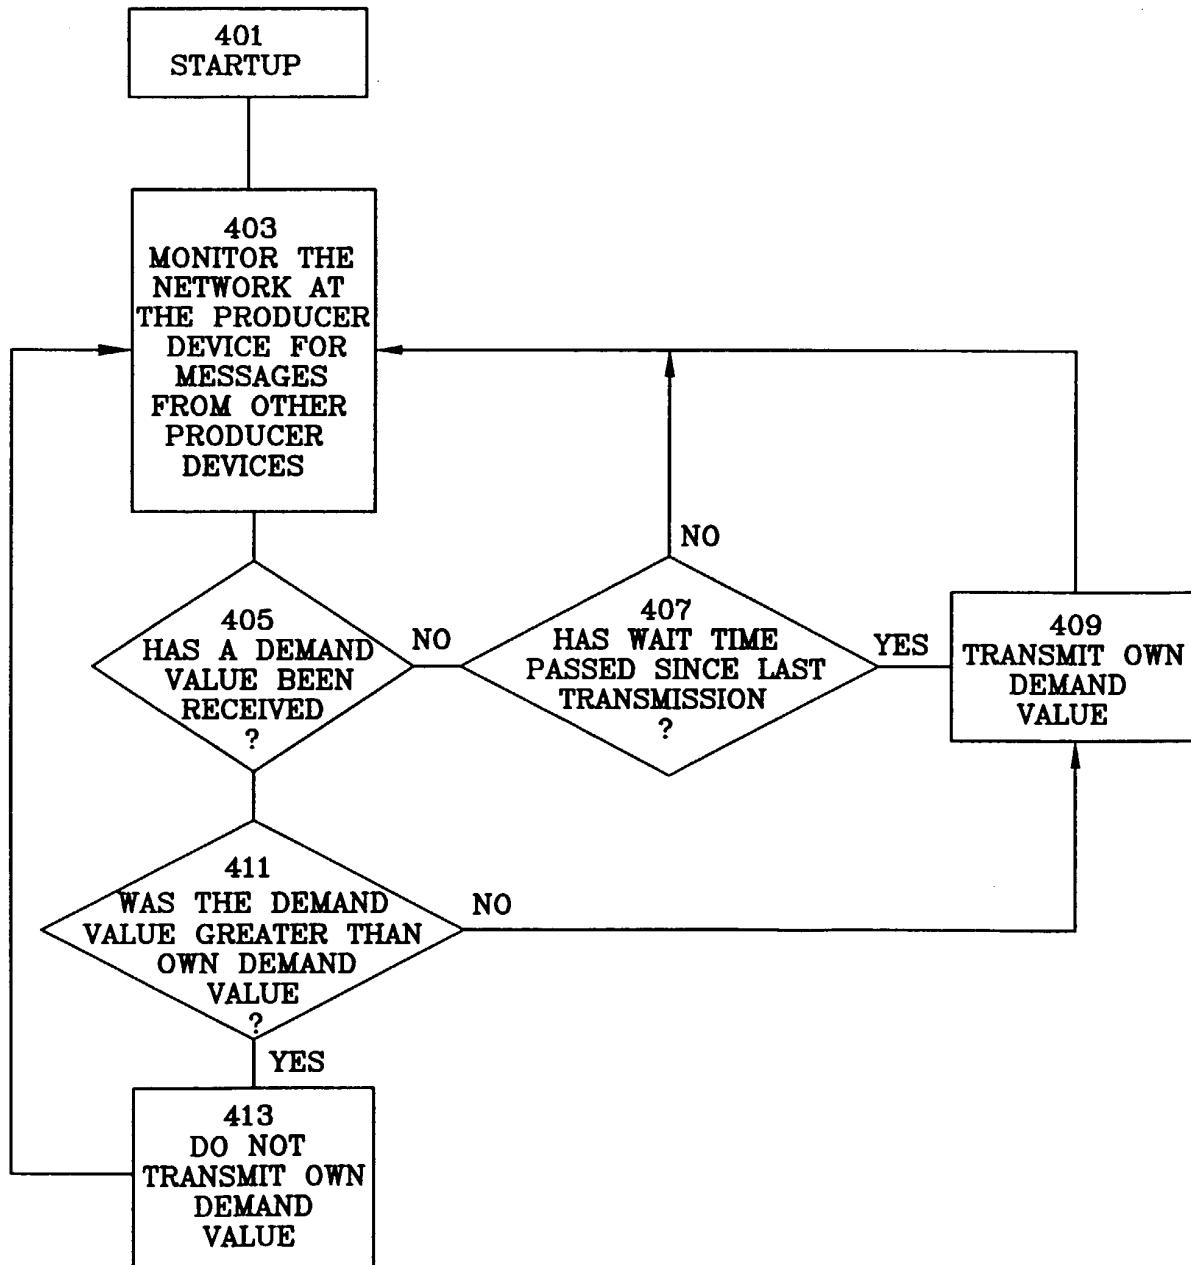 401
STARTUP
403
MONITOR THE
NETWORK AT
THE PRODUCER
DEVICE FOR
MESSAGES
FROM OTHER
PRODUCER
DEVICES
405
HAS A DEMAND
VALUE BEEN
RECEIVED
?
NO
407
HAS WAIT TIME
PASSED SINCE LAST
TRANSMISSION
?
NO
YES
409
TRANSMIT OWN
DEMAND
VALUE
411
WAS THE DEMAND
VALUE GREATER THAN
OWN DEMAND
VALUE
?
NO
YES
413
DO NOT
TRANSMIT OWN
DEMAND
VALUE